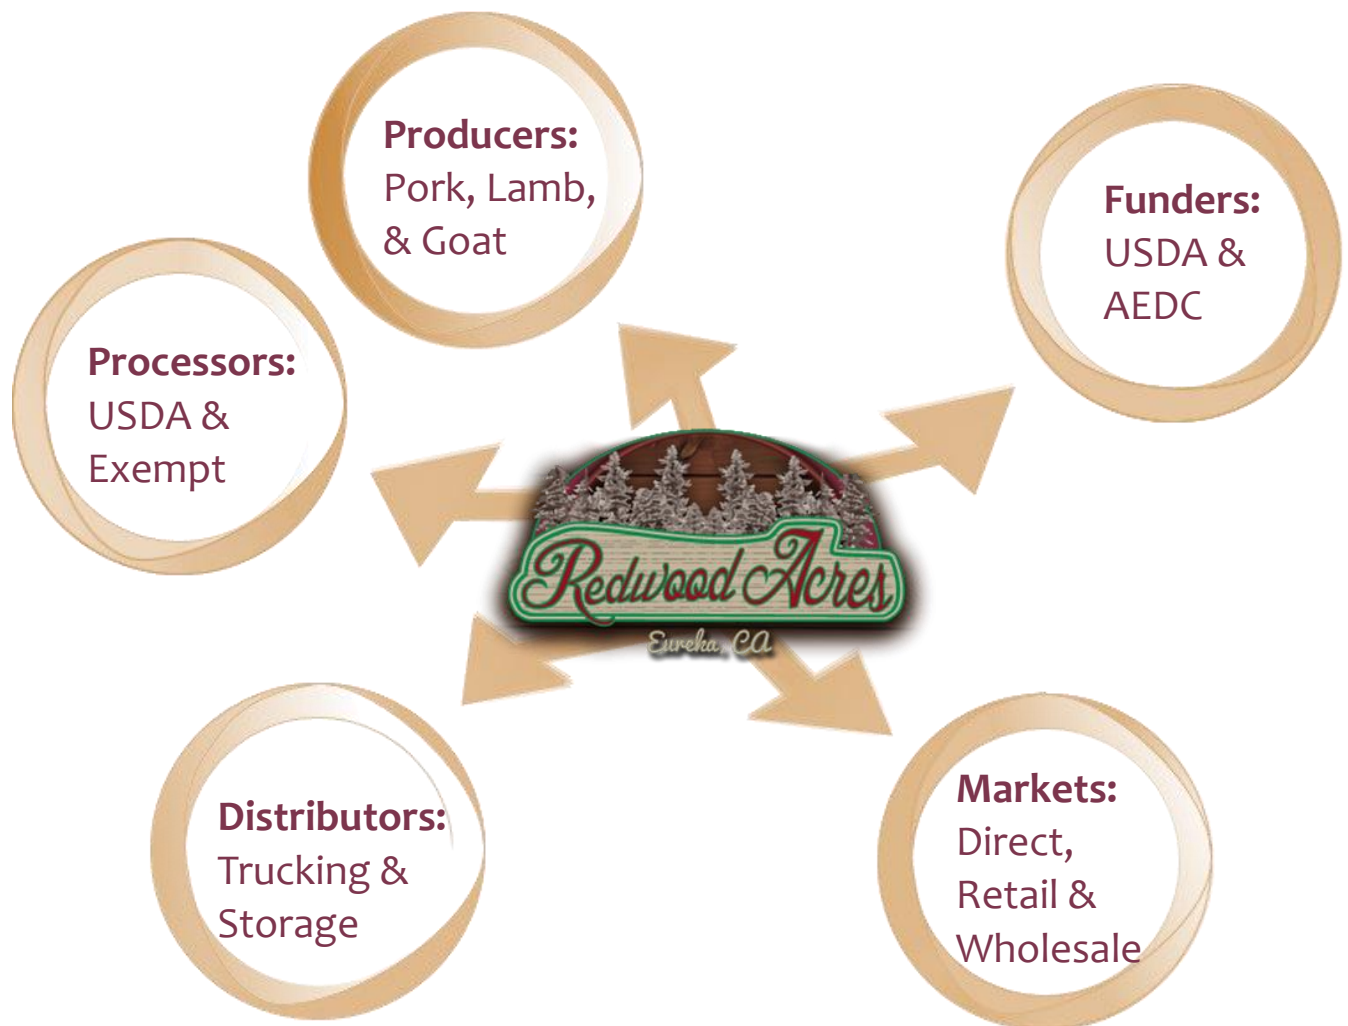 Producers:
Pork, Lamb,
& Goat
Funders:
USDA &
AEDC
Processors:
USDA &
Exempt
Redwood Acres
Eureka, CA
Distributors:
Trucking &
Storage
Markets:
Direct,
Retail &
Wholesale